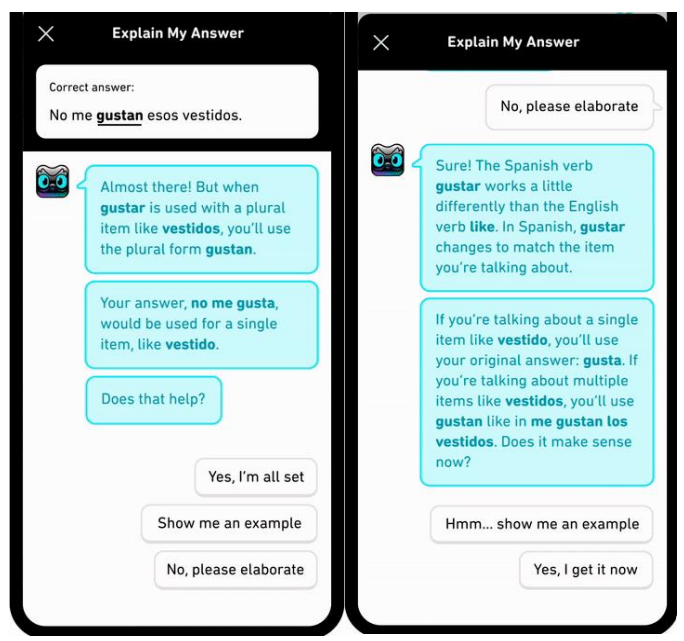 Explain My Answer
Correct answer:
No me gustan esos vestidos.
Almost there! But when
gustar is used with a plural
item like vestidos, you'll use
the plural form gustan.
Your answer, no me gusta,
would be used for a single
item, like vestido.
Does that help?
Yes, I'm all set
Show me an example
No, please elaborate
Explain My Answer
No, please elaborate
Sure! The Spanish verb
gustar works a little
differently than the English
verb like. In Spanish, gustar
changes to match the item
you're talking about.
If you're talking about a single
item like vestido, you'll use
your original answer: gusta. If
you're talking about multiple
items like vestidos, you'll use
gustan like in me gustan los
vestidos. Does it make sense
now?
Hmm... show me an example
Yes, I get it now